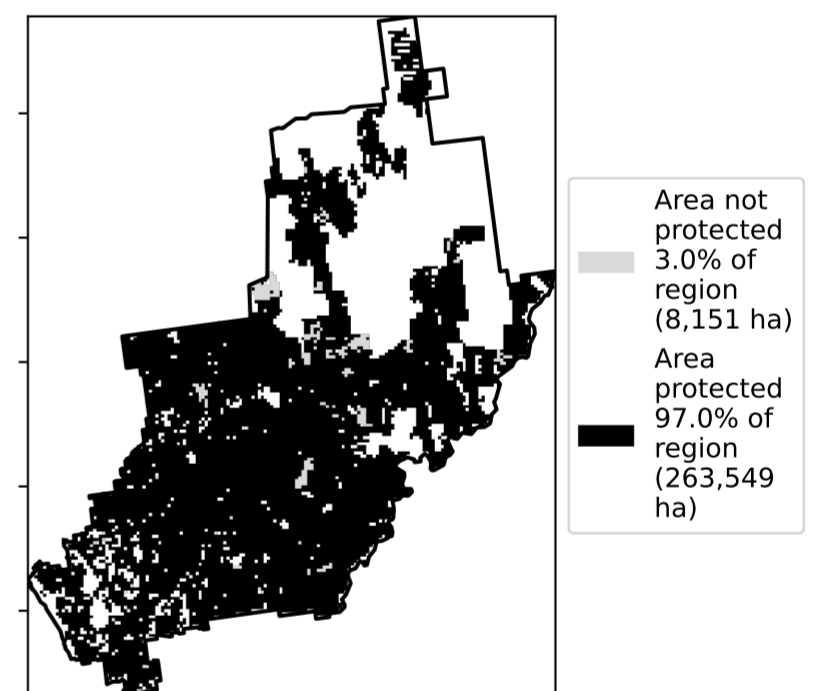 Area not
protected
3.0% of
region
(8,151 ha)
Area
protected
97.0% of
region
(263,549
ha)